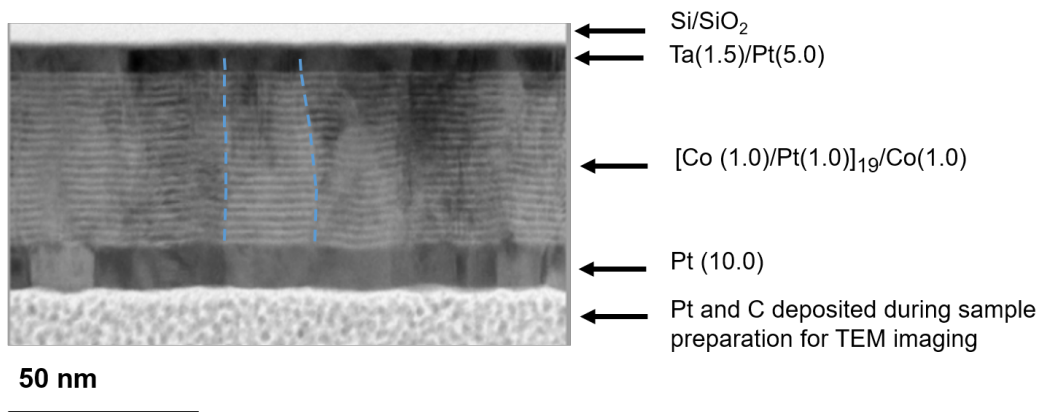 Si/SiO₂
Ta(1.5)/Pt(5.0)
[Co (1.0)/Pt(1.0)]₁₉/Co(1.0)
Pt (10.0)
Pt and C deposited during sample
preparation for TEM imaging
50 nm